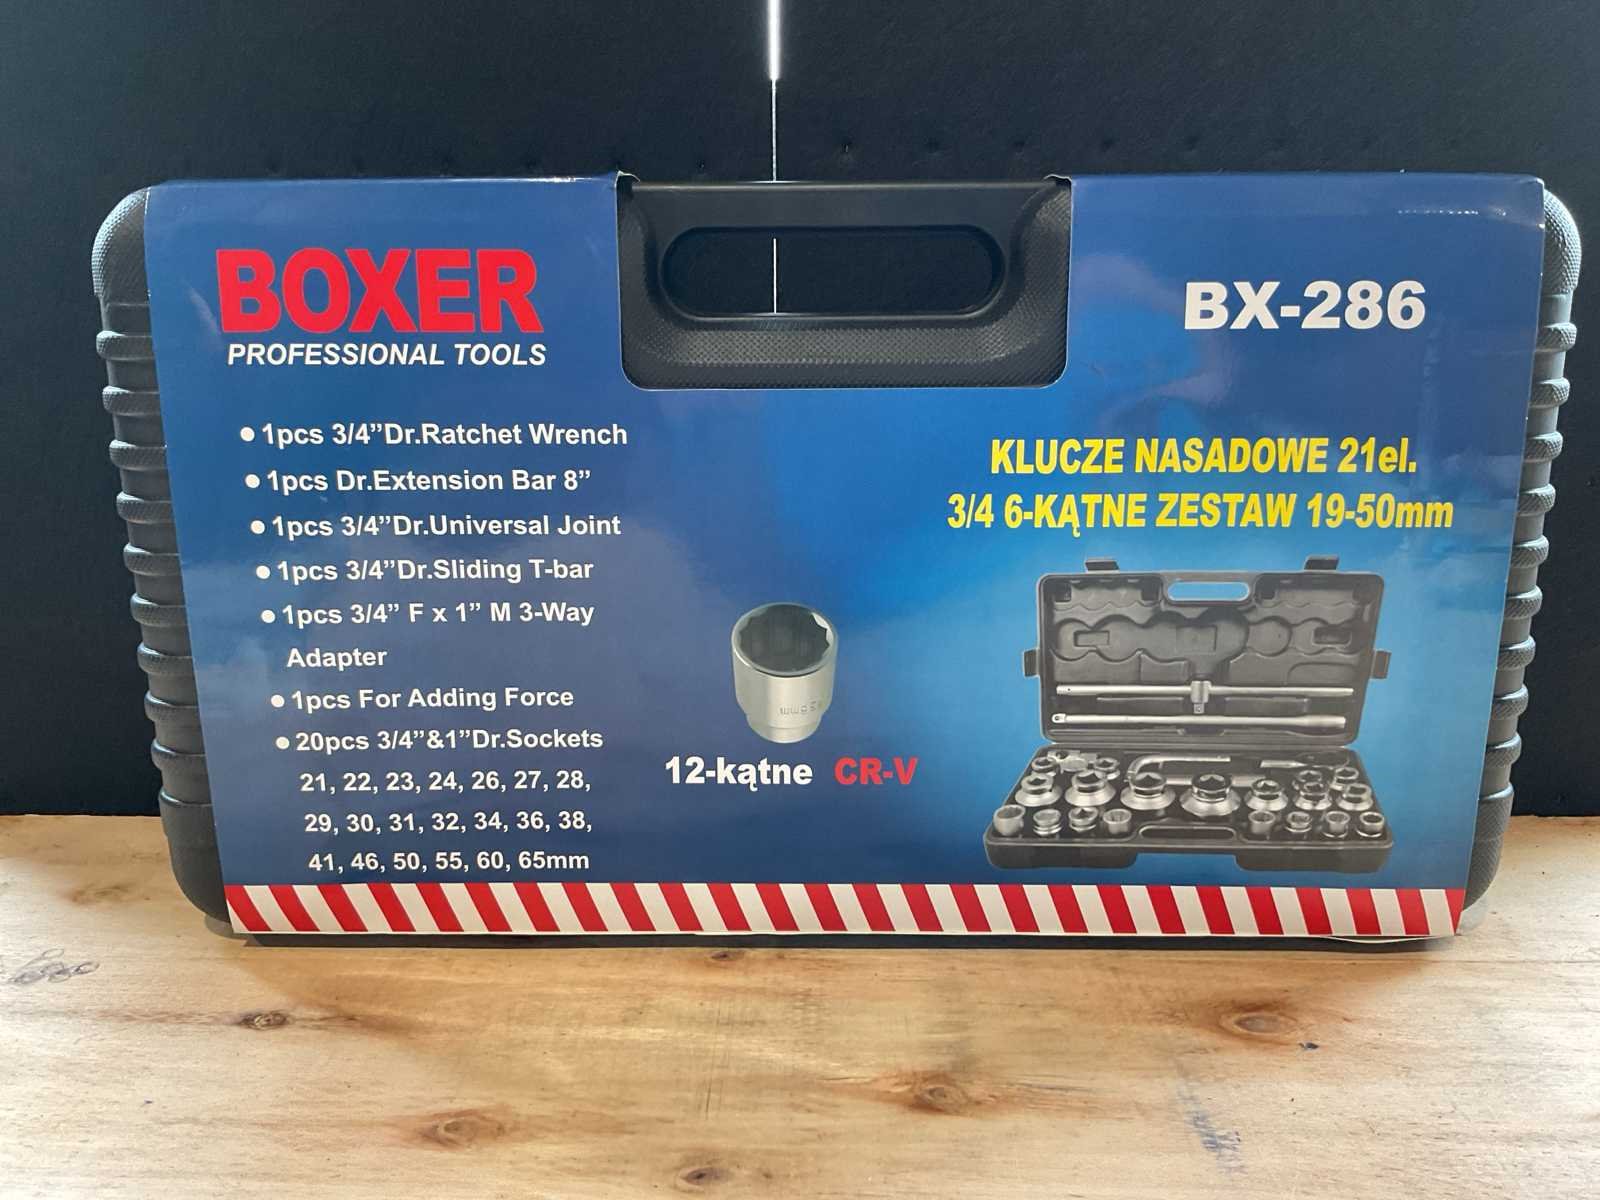 BOXER
PROFESSIONAL TOOLS
BX-286
● 1pcs 3/4”Dr.Ratchet Wrench
● 1pcs Dr.Extension Bar 8”
● 1pcs 3/4”Dr.Universal Joint
● 1pcs 3/4”Dr.Sliding T-bar
● 1pcs 3/4” F x 1” M 3-Way
Adapter
● 1pcs For Adding Force
● 20pcs 3/4”&1”Dr.Sockets
21, 22, 23, 24, 26, 27, 28,
29, 30, 31, 32, 34, 36, 38,
41, 46, 50, 55, 60, 65mm
12-kątne CR-V
KLUCZE NASADOWE 21el.
3/4 6-KĄTNE ZESTAW 19-50mm